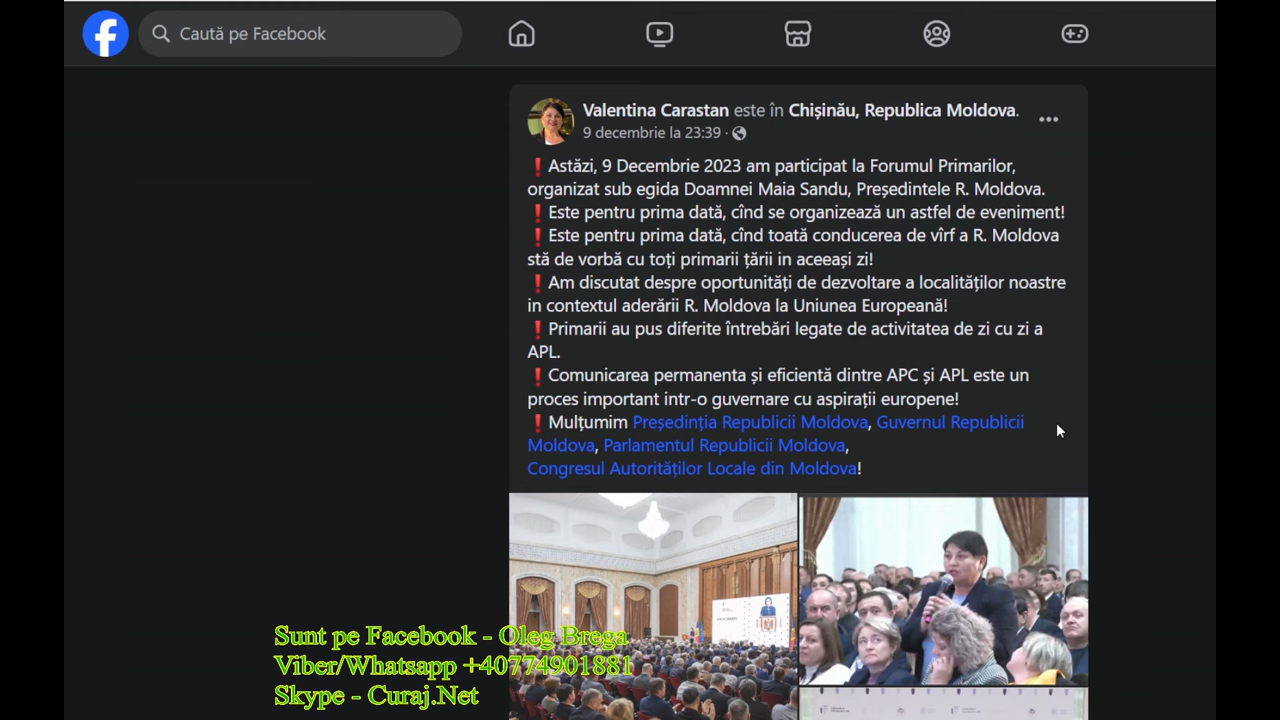 Caută pe Facebook
Valentina Carastan este în Chișinău, Republica Moldova.
9 decembrie la 23:39 ·
❗Astăzi, 9 Decembrie 2023 am participat la Forumul Primarilor,
organizat sub egida Doamnei Maia Sandu, Președintele R. Moldova.
❗Este pentru prima dată, cînd se organizează un astfel de eveniment!
❗Este pentru prima dată, cînd toată conducerea de vîrf a R. Moldova
stă de vorbă cu toți primarii țării in aceeași zi!
❗Am discutat despre oportunități de dezvoltare a localităților noastre
in contextul aderării R. Moldova la Uniunea Europeană!
❗Primarii au pus diferite întrebări legate de activitatea de zi cu zi a
APL.
❗Comunicarea permanenta și eficientă dintre APC și APL este un
proces important intr-o guvernare cu aspirații europene!
❗Mulțumim Președinția Republicii Moldova, Guvernul Republicii
Moldova, Parlamentul Republicii Moldova,
Congresul Autorităților Locale din Moldova!
Sunt pe Facebook - Oleg Brega
Viber/Whatsapp +40774901881
Skype - Curaj.Net